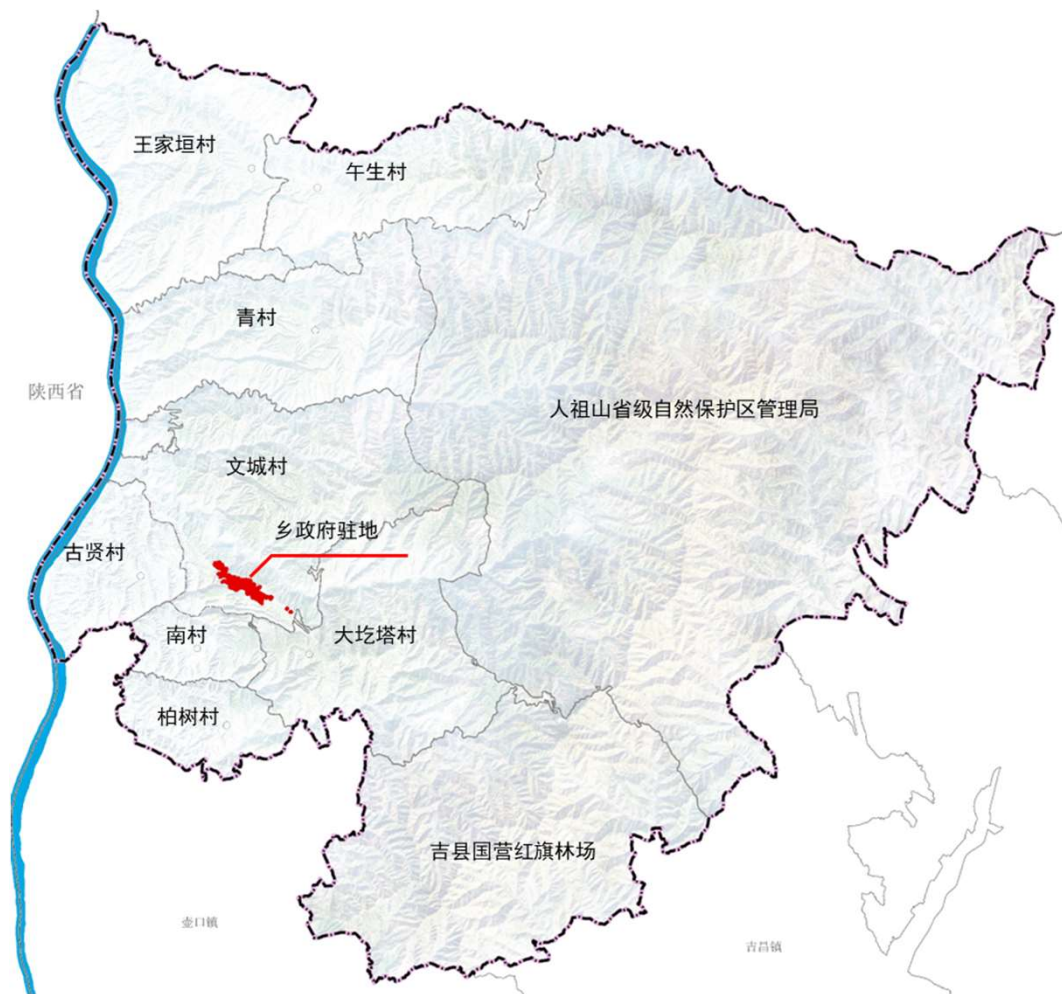 王家垣村
午生村
青村
陕西省
人祖山省级自然保护区管理局
文城村
乡政府驻地
古贤村
南村
大圪塔村
柏树村
吉县国营红旗林场
壶口镇
吉昌镇